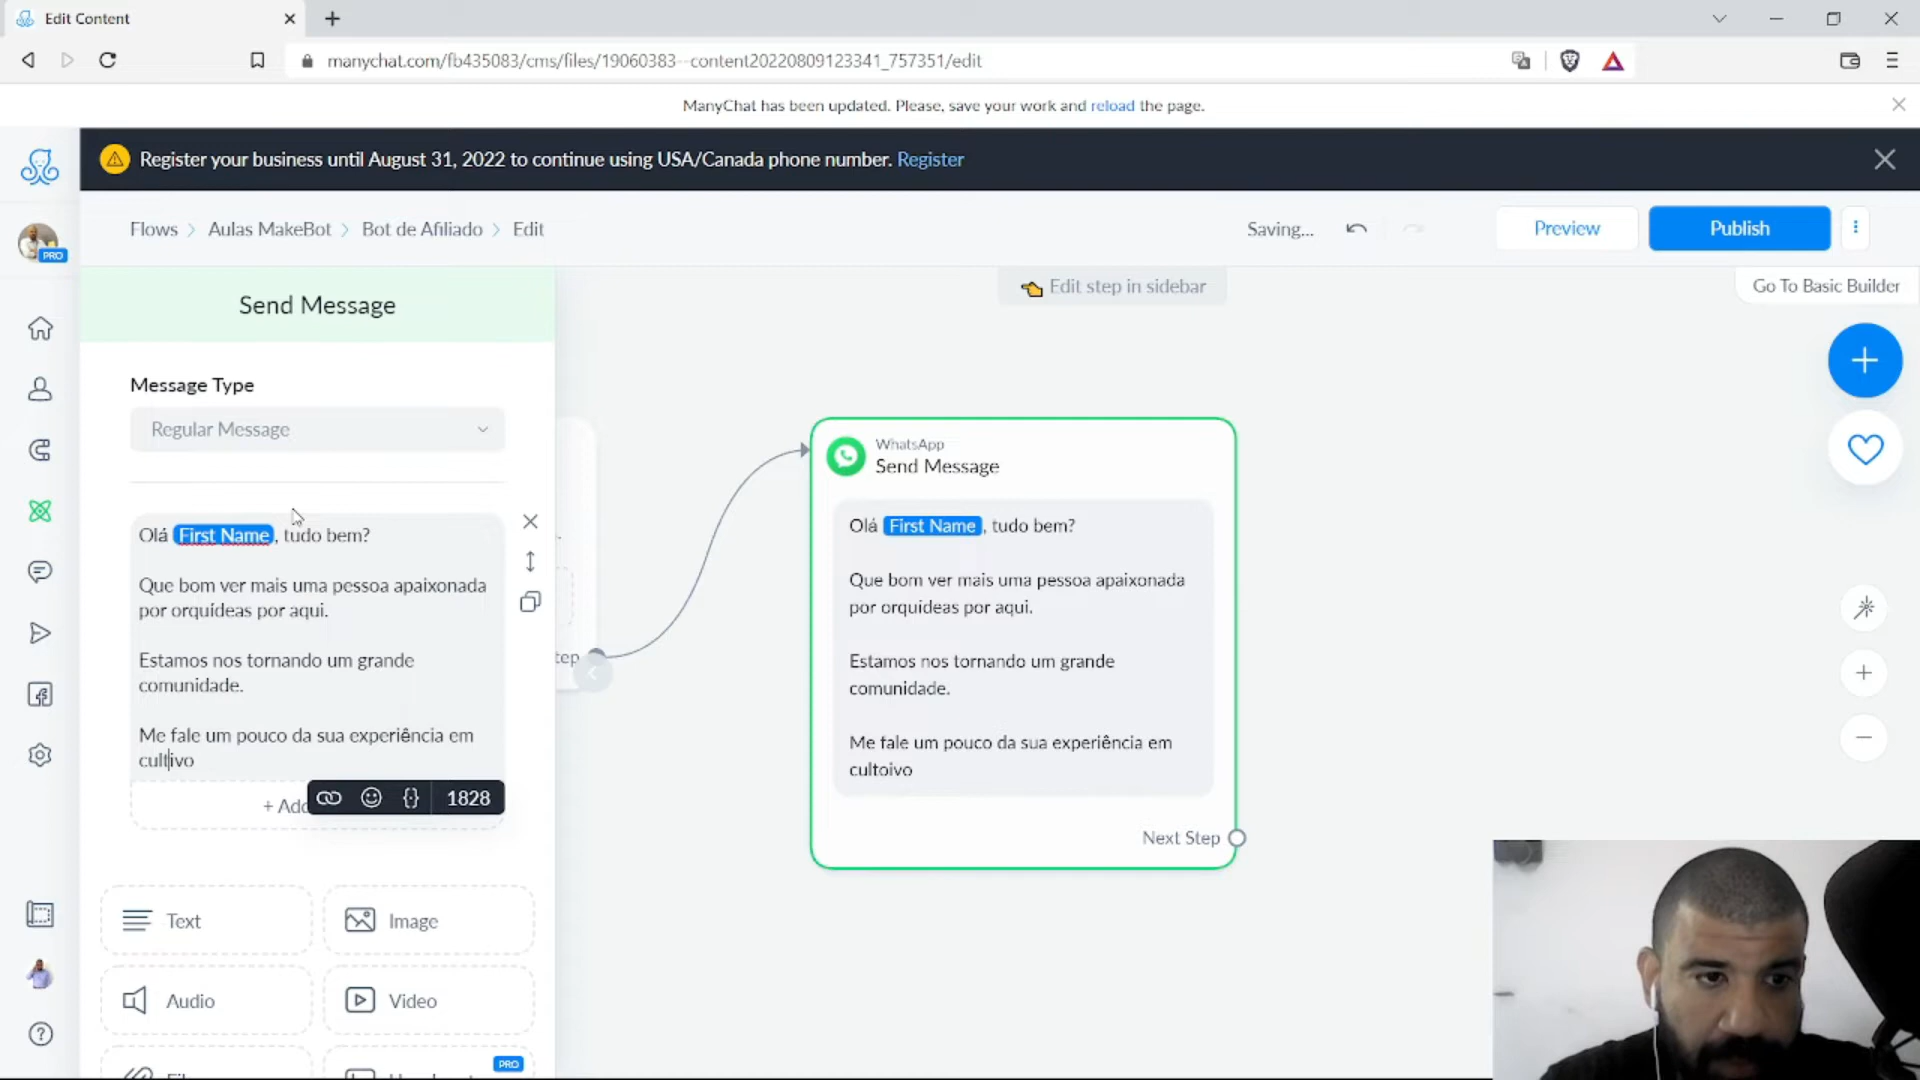 Edit Content
manychat.com/fb435083/cms/files/19060383--content20220809123341_757351/edit
ManyChat has been updated. Please, save your work and reload the page.
Register your business until August 31, 2022 to continue using USA/Canada phone number. Register
PRO
Flows > Aulas MakeBot > Bot de Afiliado > Edit
Saving...
Preview
Publish
Send Message
Edit step in sidebar
Go To Basic Builder
Message Type
Regular Message
Olá First Name, tudo bem?
Que bom ver mais uma pessoa apaixonada
por orquídeas por aqui.
Estamos nos tornando um grande
comunidade.
Me fale um pouco da sua experiência em
cultivo
+ Add
1828
Text
Image
Audio
Video
PRO
tep
WhatsApp
Send Message
Olá First Name, tudo bem?
Que bom ver mais uma pessoa apaixonada
por orquídeas por aqui.
Estamos nos tornando um grande
comunidade.
Me fale um pouco da sua experiência em
cultoivo
Next Step